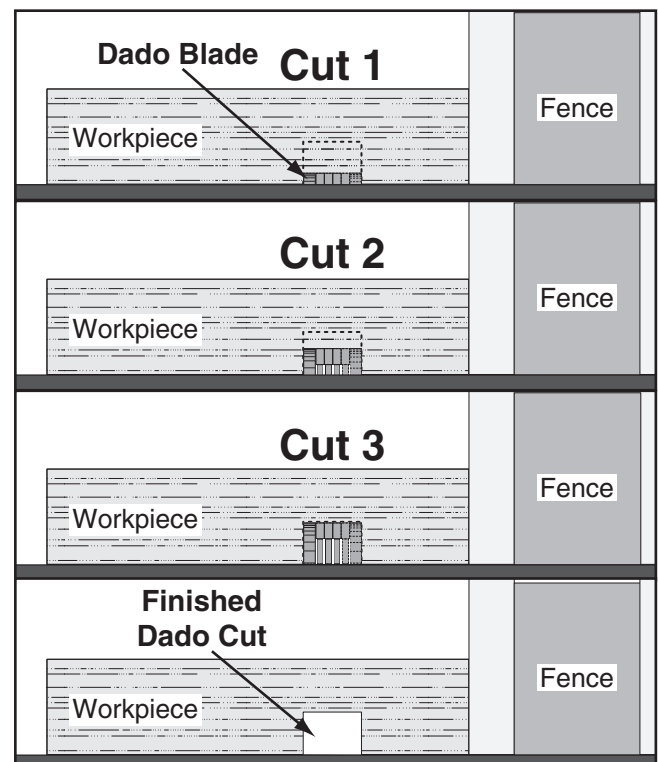 Dado Blade
Cut 1
Fence
Workpiece
Cut 2
Fence
Workpiece
Cut 3
Fence
Workpiece
Finished
Dado Cut
Fence
Workpiece